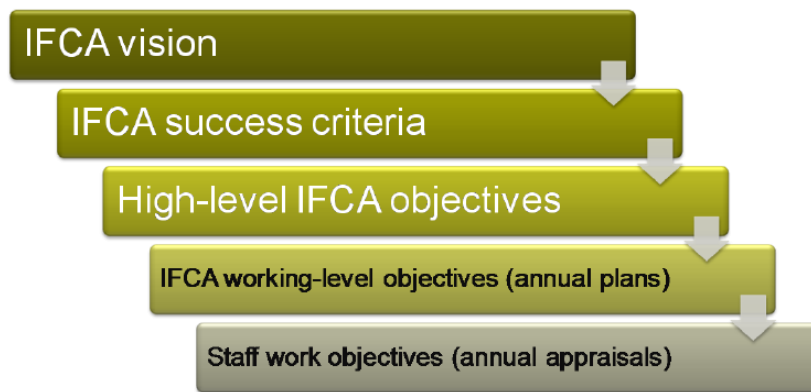 IFCA vision
IFCA success criteria
High-level IFCA objectives
IFCA working-level objectives (annual plans)
Staff work objectives (annual appraisals)